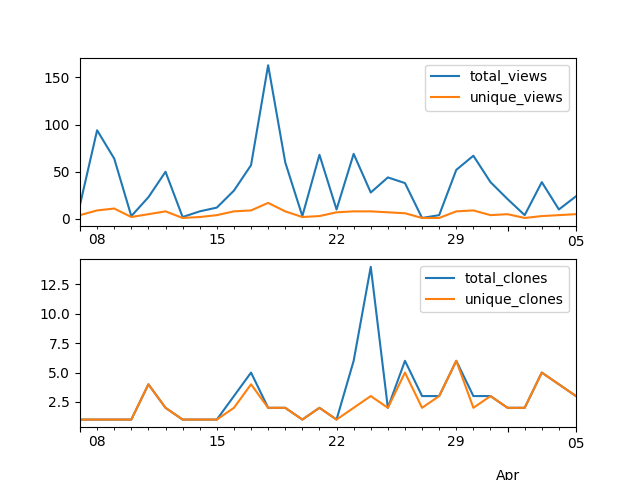 150
100
50
0
total_views
unique_views
08 15 22 29 05
12.5
10.0
7.5
5.0
2.5
total_clones
unique_clones
08 15 22 29 05
Apr